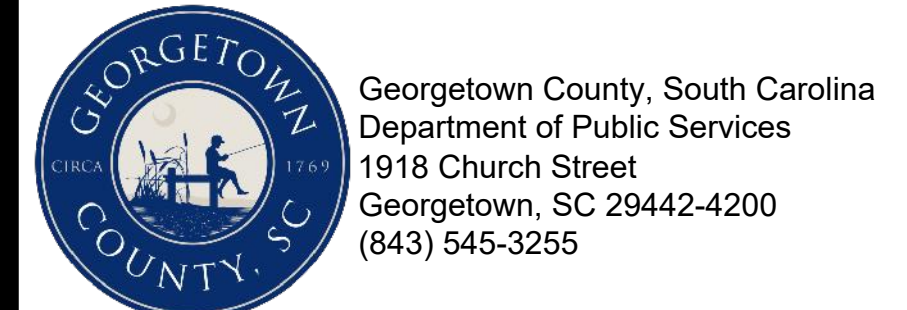 GEORGETOWN
CIRCA 1769
COUNTY, SC
Georgetown County, South Carolina
Department of Public Services
1918 Church Street
Georgetown, SC 29442-4200
(843) 545-3255